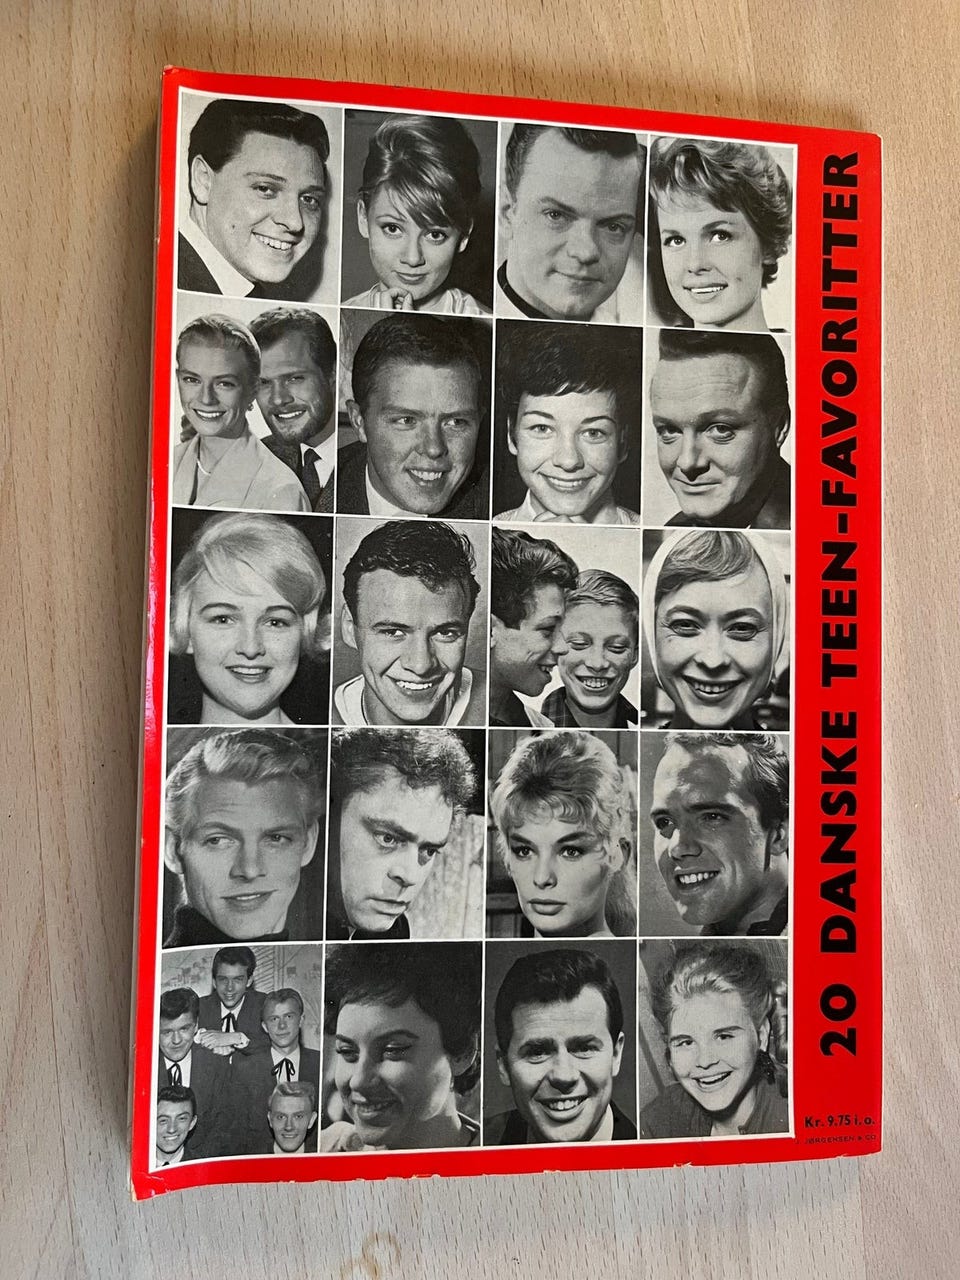 20 DANSKE TEEN-FAVORITTER
Kr. 9.75 i. o.
JØRGENSEN & CO